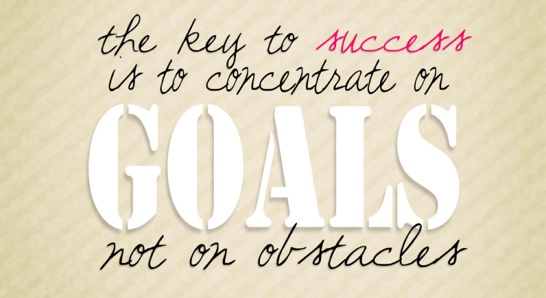 the key to success
is to concentrate on
GOALS
not on obstacles